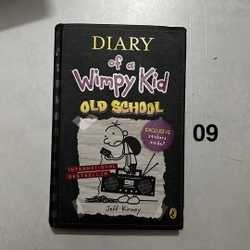 DIARY
of a
Wimpy Kid
OLD SCHOOL
EXCLUSIVE
stickers
inside!
09
INTERNATIONAL
BESTSELLER
Jeff Kinney